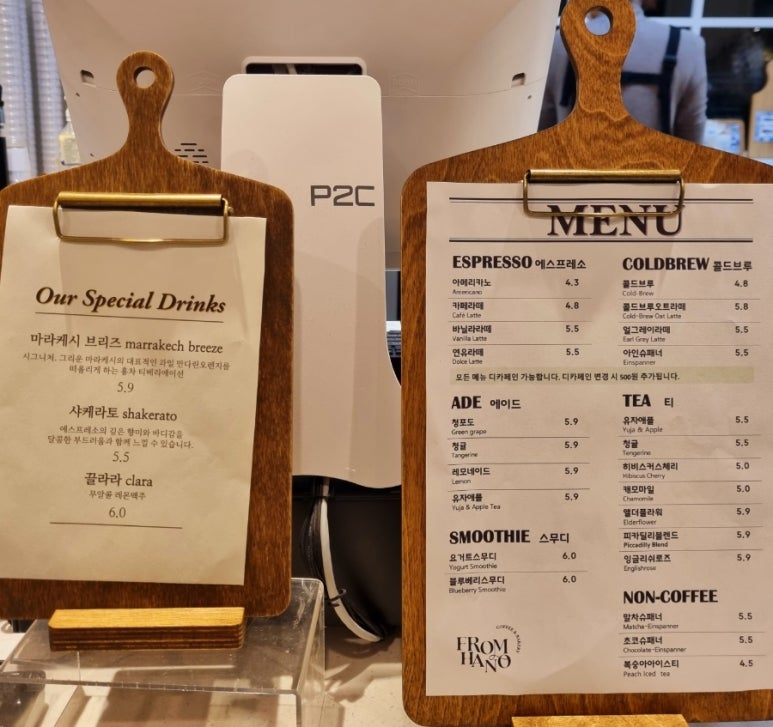 P2C
Our Special Drinks
마라케시 브리즈 marrakech breeze
시그니처. 그리운 마라케시의 대표적인 과일 만다린오렌지를
떠올리게 하는 홍차 티베리에이션
5.9
샤케라토 shakerato
에스프레소의 깊은 향미와 바디감을
달콤한 부드러움과 함께 느낄 수 있습니다.
5.5
끌라라 clara
무알콜 레몬맥주
6.0
MENU
ESPRESSO 에스프레소
아메리카노 4.3
Americano
카페라떼 4.8
Café Latte
바닐라라떼 5.5
Vanilla Latte
연유라떼 5.5
Dolce Latte
COLDBREW 콜드브루
콜드브루 4.8
Cold-Brew
콜드브루오트라떼 5.8
Cold-Brew Oat Latte
얼그레이라떼 5.5
Earl Grey Latte
아인슈패너 5.5
Einspanner
모든 메뉴 디카페인 가능합니다. 디카페인 변경 시 500원 추가됩니다.
ADE 에이드
청포도 5.9
Green grape
청귤 5.9
Tangerine
레모네이드 5.9
Lemon
유자애플 5.9
Yuja & Apple Tea
SMOOTHIE 스무디
요거트스무디 6.0
Yogurt Smoothie
블루베리스무디 6.0
Blueberry Smoothie
TEA 티
유자애플 5.5
Yuja & Apple
청귤 5.5
Tengerine
히비스커스체리 5.0
Hibiscus Cherry
캐모마일 5.0
Chamomile
엘더플라워 5.9
Elderflower
피카딜리블렌드 5.9
Piccadilly Blend
잉글리쉬로즈 5.9
Englishrose
NON-COFFEE
말차슈패너 5.5
Matcha-Einspanner
초코슈패너 5.5
Chocolate-Einspanner
복숭아아이스티 4.5
Peach Iced tea
COFFEE & BAKERY
FROM
HANO